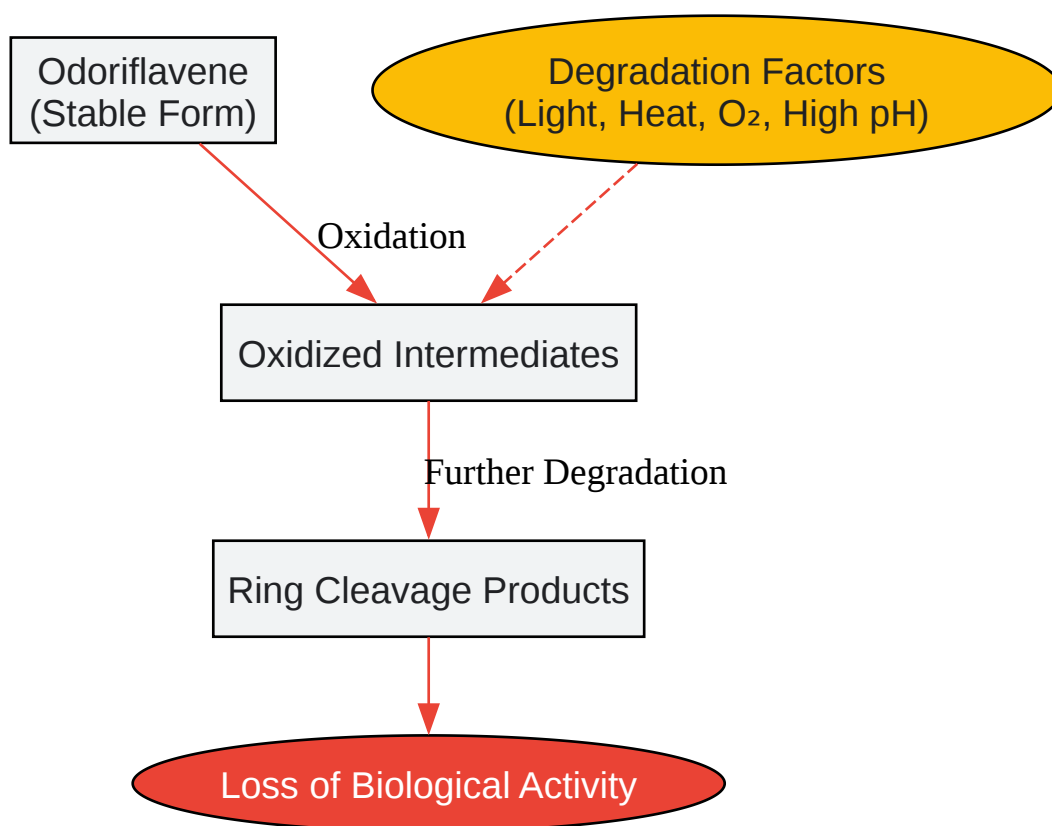 Odoriflavene
(Stable Form)
Degradation Factors
(Light, Heat, O₂, High pH)
Oxidation
Oxidized Intermediates
Further Degradation
Ring Cleavage Products
Loss of Biological Activity